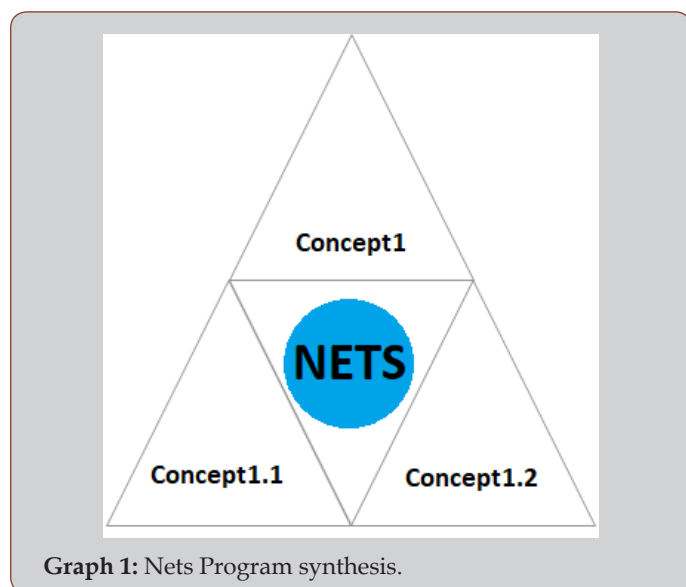 Concept1
NETS
Concept1.1
Concept1.2
Graph 1: Nets Program synthesis.